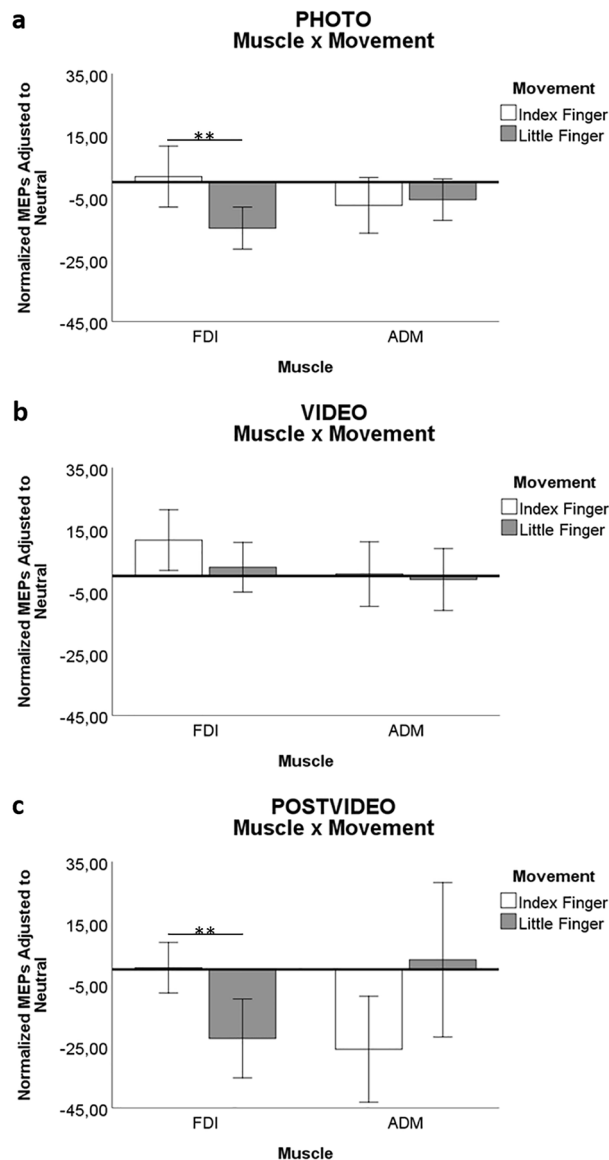 a
PHOTO
Muscle x Movement
Normalized MEPs Adjusted to
Neutral
35,00
15,00
-5,00
-25,00
-45,00
**
Movement
Index Finger
Little Finger
FDI
ADM
Muscle
b
VIDEO
Muscle x Movement
Normalized MEPs Adjusted to
Neutral
35,00
15,00
-5,00
-25,00
-45,00
Movement
Index Finger
Little Finger
FDI
ADM
Muscle
c
POSTVIDEO
Muscle x Movement
Normalized MEPs Adjusted to
Neutral
35,00
15,00
-5,00
-25,00
-45,00
**
Movement
Index Finger
Little Finger
FDI
ADM
Muscle